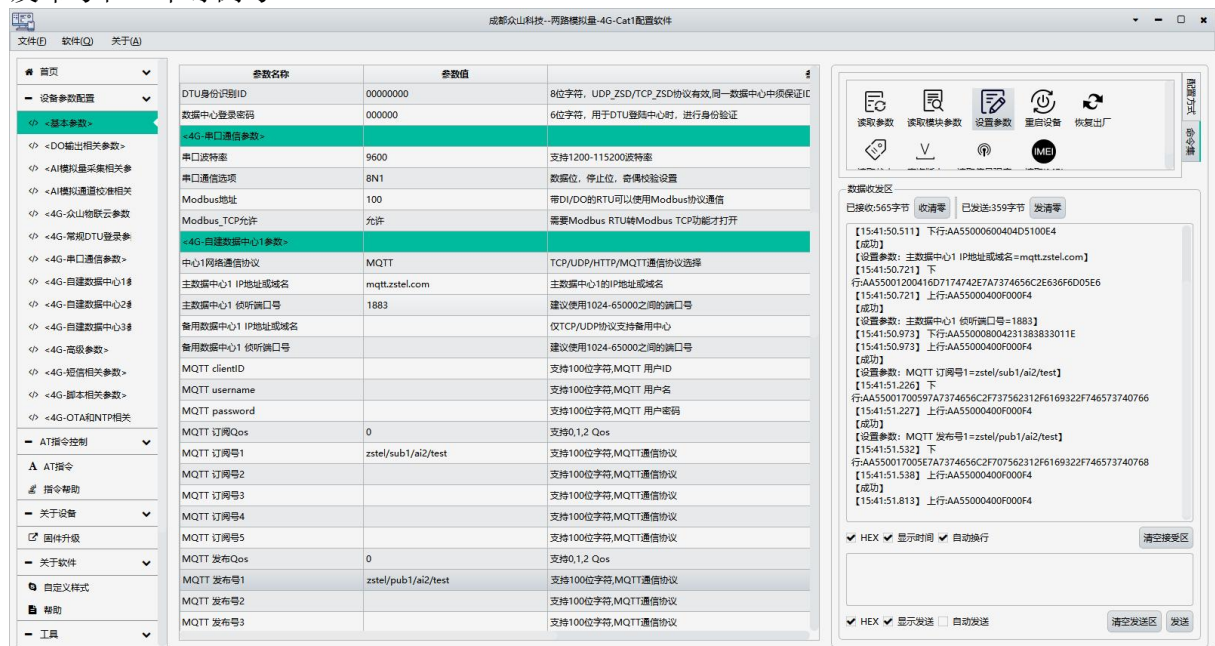 成都众山科技--两路模拟量-4G-Cat1配置软件
文件(F) 软件(Q) 关于(A)
首页
设备参数配置
<基本参数>
<DO输出相关参数>
<AI模拟量采集相关参
<AI模拟通道校准相关
<4G-众山物联云参数
<4G-常规DTU登录参
<4G-串口通信参数>
<4G-自建数据中心1参
<4G-自建数据中心2参
<4G-自建数据中心3参
<4G-高级参数>
<4G-短信相关参数>
<4G-脚本相关参数>
<4G-OTA和NTP相关
AT指令控制
AT指令
指令帮助
关于设备
固件升级
关于软件
自定义样式
帮助
工具
参数名称 参数值
DTU身份识别ID 00000000 8位字符，UDP_ZSD/TCP_ZSD协议有效,同一数据中心中须保证ID
数据中心登录密码 000000 6位字符，用于DTU登陆中心时，进行身份验证
<4G-串口通信参数>
串口波特率 9600 支持1200-115200波特率
串口通信选项 8N1 数据位，停止位，奇偶校验设置
Modbus地址 100 带DI/DO的RTU可以使用Modbus协议通信
Modbus_TCP允许 允许 需要Modbus RTU转Modbus TCP功能才打开
<4G-自建数据中心1参数>
中心1网络通信协议 MQTT TCP/UDP/HTTP/MQTT通信协议选择
主数据中心1 IP地址或域名 mqtt.zstel.com 主数据中心1的IP地址或域名
主数据中心1 侦听端口号 1883 建议使用1024-65000之间的端口号
备用数据中心1 IP地址或域名 仅TCP/UDP协议支持备用中心
备用数据中心1 侦听端口号 建议使用1024-65000之间的端口号
MQTT clientID 支持100位字符,MQTT 用户ID
MQTT username 支持100位字符,MQTT 用户名
MQTT password 支持100位字符,MQTT 用户密码
MQTT 订阅Qos 0 支持0,1,2 Qos
MQTT 订阅号1 zstel/sub1/ai2/test 支持100位字符,MQTT通信协议
MQTT 订阅号2 支持100位字符,MQTT通信协议
MQTT 订阅号3 支持100位字符,MQTT通信协议
MQTT 订阅号4 支持100位字符,MQTT通信协议
MQTT 订阅号5 支持100位字符,MQTT通信协议
MQTT 发布Qos 0 支持0,1,2 Qos
MQTT 发布号1 zstel/pub1/ai2/test 支持100位字符,MQTT通信协议
MQTT 发布号2 支持100位字符,MQTT通信协议
MQTT 发布号3 支持100位字符,MQTT通信协议
读取参数 读取模块参数 设置参数 重启设备 恢复出厂
IMEI
配置方式
命令集
数据收发区
已接收:565字节 收清零 已发送:359字节 发清零
【15:41:50.511】 下行:AA55000600404D5100E4
【成功】
【设置参数：主数据中心1 IP地址或域名=mqtt.zstel.com】
【15:41:50.721】 下
行:AA55001200416D7174742E7A7374656C2E636F6D05E6
【15:41:50.721】 上行:AA55000400F000F4
【成功】
【设置参数：主数据中心1 侦听端口号=1883】
【15:41:50.973】 下行:AA550008004231383833011E
【15:41:50.973】 上行:AA55000400F000F4
【成功】
【设置参数：MQTT 订阅号1=zstel/sub1/ai2/test】
【15:41:51.226】 下
行:AA55001700597A7374656C2F737562312F6169322F746573740766
【15:41:51.227】 上行:AA55000400F000F4
【成功】
【设置参数：MQTT 发布号1=zstel/pub1/ai2/test】
【15:41:51.532】 下
行:AA550017005E7A7374656C2F707562312F6169322F746573740768
【15:41:51.538】 上行:AA55000400F000F4
【成功】
【15:41:51.813】 上行:AA55000400F000F4
HEX 显示时间 自动换行 清空接受区
HEX 显示发送 自动发送 清空发送区 发送